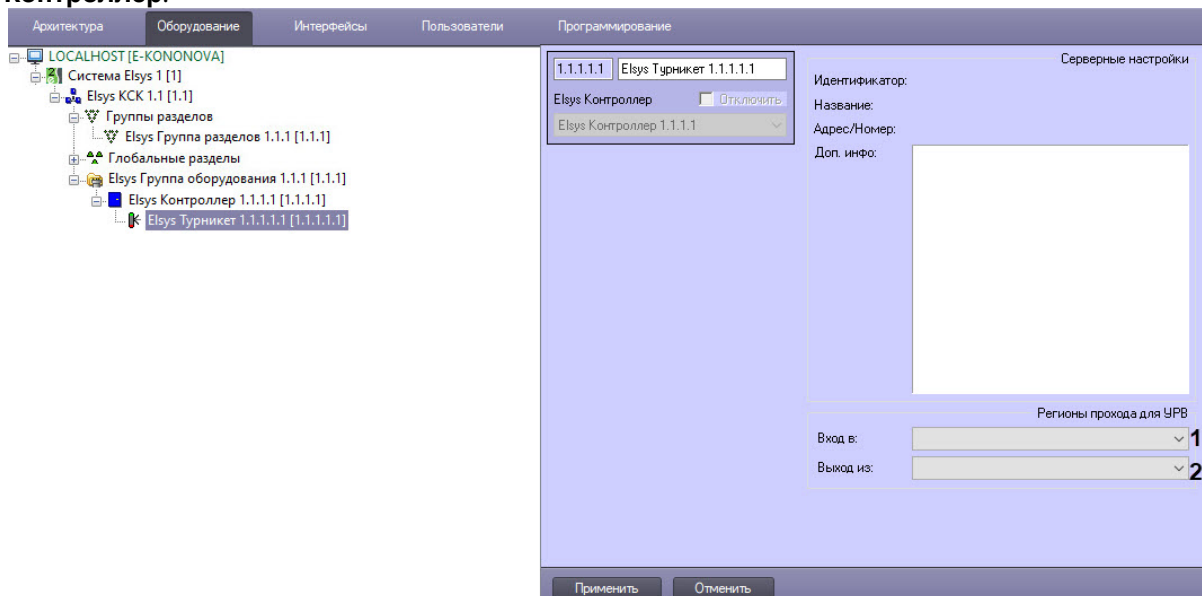 контроллер.
Архитектура Оборудование Интерфейсы Пользователи Программирование
LOCALHOST [E-KONONOVA]
Система Elsys 1 [1]
Elsys КСК 1.1 [1.1]
Группы разделов
Elsys Группа разделов 1.1.1 [1.1.1]
Глобальные разделы
Elsys Группа оборудования 1.1.1 [1.1.1]
Elsys Контроллер 1.1.1.1 [1.1.1.1]
Elsys Турникет 1.1.1.1.1 [1.1.1.1.1]
1.1.1.1.1 Elsys Турникет 1.1.1.1.1
Elsys Контроллер Отключить
Elsys Контроллер 1.1.1.1
Серверные настройки
Идентификатор:
Название:
Адрес/Номер:
Доп. инфо:
Регионы прохода для УРВ
Вход в: 1
Выход из: 2
Применить Отменить